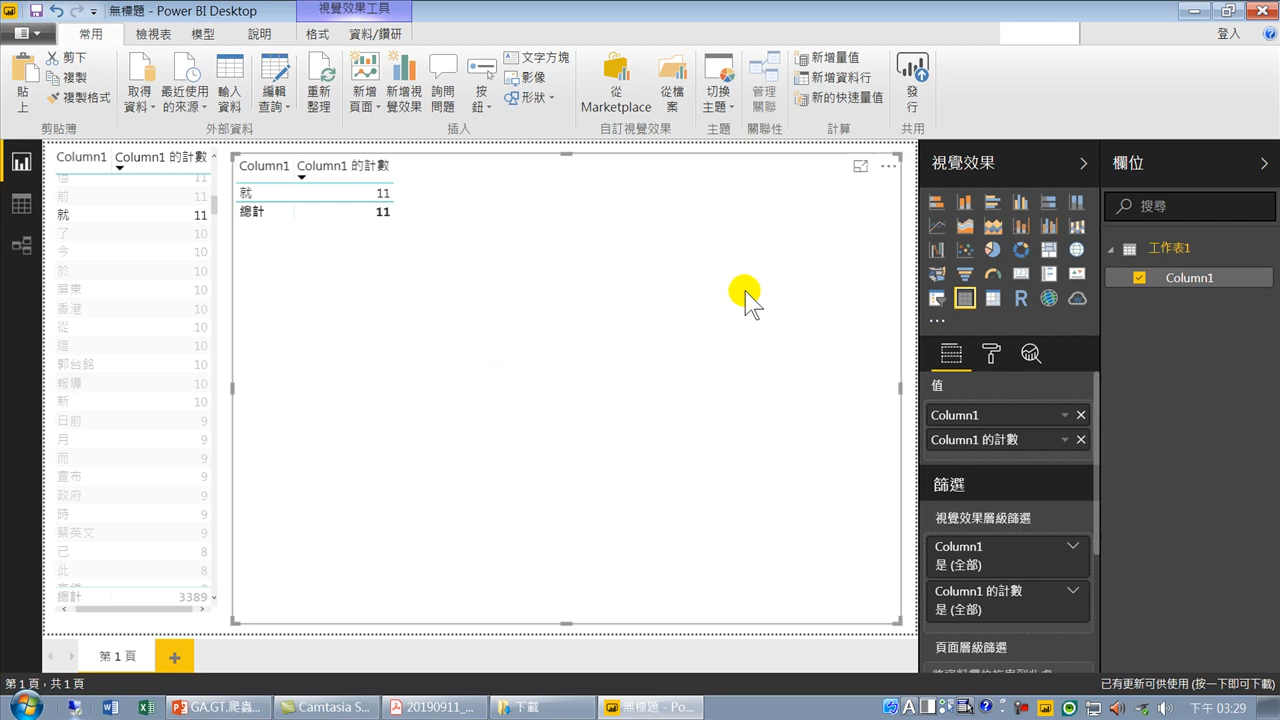 無標題 - Power BI Desktop
視覺效果工具
常用
檢視表
模型
說明
格式
資料/鑽研
登入
貼上
剪下
複製
複製格式
剪貼簿
取得資料
最近使用的來源
輸入資料
編輯查詢
重新整理
外部資料
新增頁面
新增視覺效果
詢問問題
按鈕
文字方塊
影像
形狀
插入
從 Marketplace
從檔案
自訂視覺效果
切換主題
主題
管理關聯
關聯性
新增量值
新增資料行
新的快速量值
計算
發行
共用
Column1 Column1 的計數
前 11
就 11
了 10
今 10
於 10
屏東 10
香港 10
從 10
這 10
郭台銘 10
報導 10
新 10
日前 9
月 9
而 9
宣布 9
政府 9
時 9
蔡英文 9
已 8
此 8
總計 3389
Column1 Column1 的計數
就 11
總計 11
視覺效果
值
Column1
Column1 的計數
篩選
視覺效果層級篩選
Column1
是 (全部)
Column1 的計數
是 (全部)
頁面層級篩選
欄位
搜尋
工作表1
Column1
第 1 頁
第 1 頁，共 1 頁
已有更新可供使用 (按一下即可下載)
GA.GT.爬蟲...
Camtasia S...
20190911_...
下載
無標題 - Po...
下午 03:29